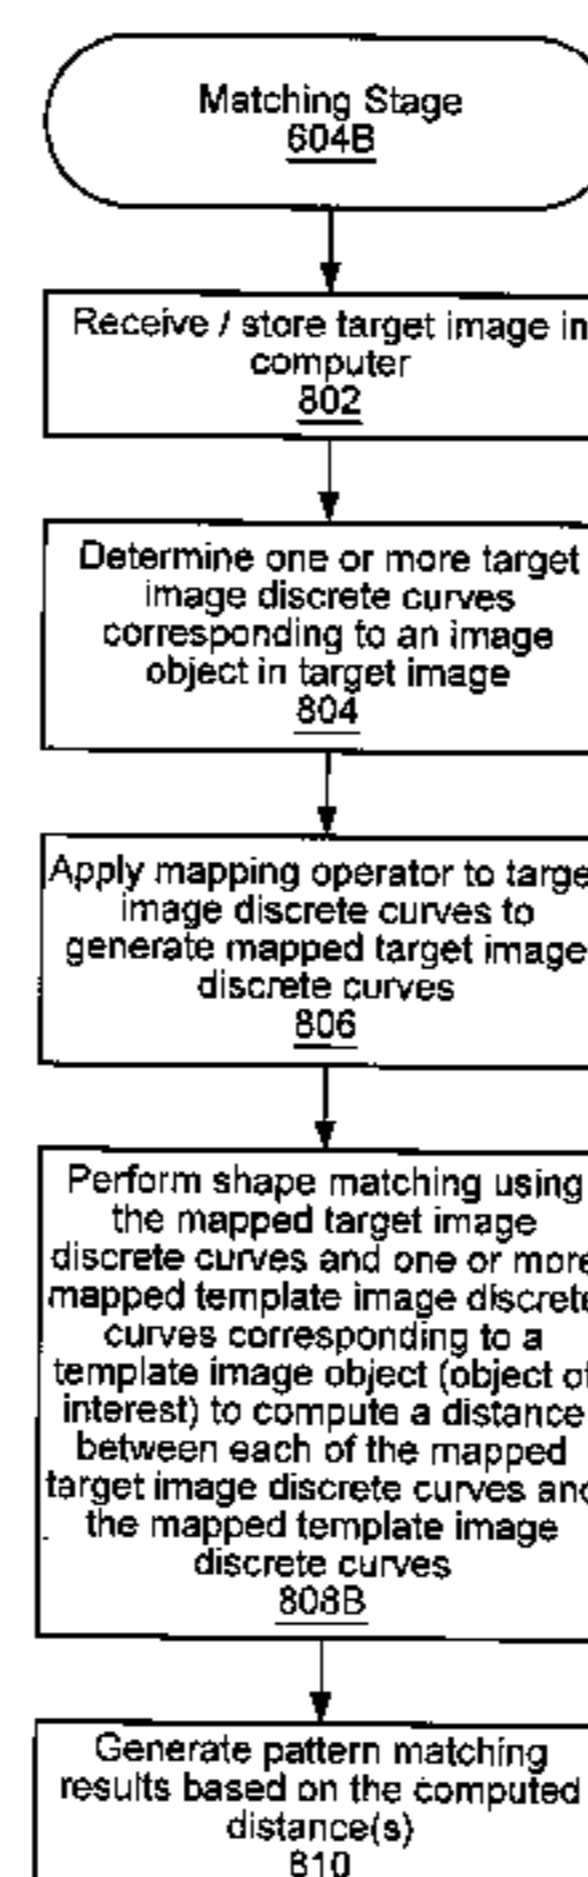 Matching Stage
604B
Receive / store target image in
computer
802
Determine one or more target
image discrete curves
corresponding to an image
object in target image
804
Apply mapping operator to targe
image discrete curves to
generate mapped target image
discrete curves
806
Perform shape matching using
the mapped target image
discrete curves and one or more
mapped template image discrete
curves corresponding to a
template image object (object of
interest) to compute a distance
between each of the mapped
target image discrete curves and
the mapped template image
discrete curves
808B
Generate pattern matching
results based on the computed
distance(s)
810